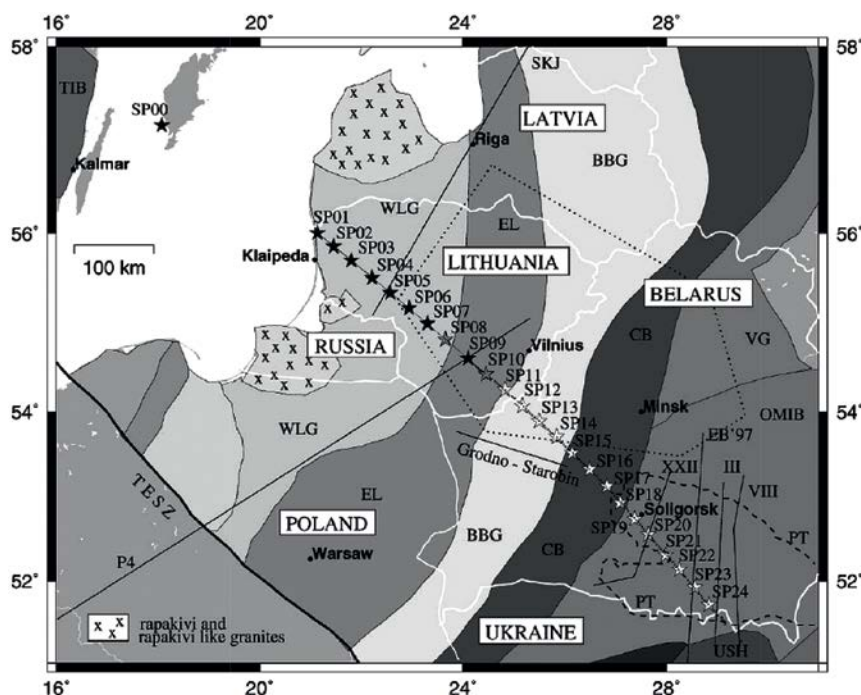 16° 20° 24° 28°
58° 58°
SKJ
TIB
SP00
LATVIA
Riga
Kalmar
BBG
SP01 WLG EL
56° SP02 56°
SP03
Klaipeda
SP04 LITHUANIA
100 km SP05
BELARUS
SP06
SP07
SP08 CB VG
RUSSIA SP09 Vilnius
SP10
SP11
54° SP12 Minsk 54°
SP13 OMIB
WLG SP14
EB'97
SP15
Grodno - Starobin
XXII III
SP16
TESZ SP17 VIII
EL SP18
Soligorsk
POLAND SP19 SP20 PT
BBG SP21
P4 CB SP22
Warsaw
52° SP23 52°
PT SP24
rapakivi and
rapakivi like granites
UKRAINE
USH
16° 20° 24° 28°